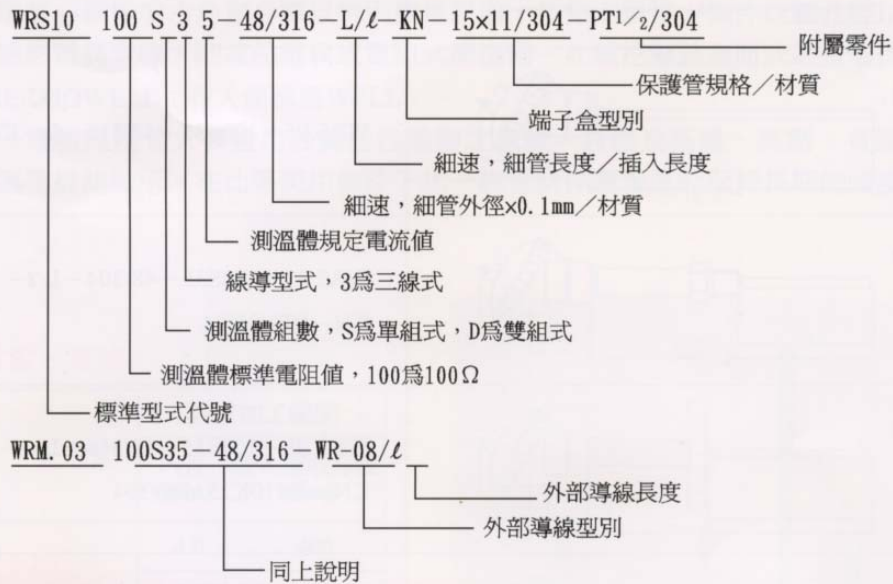 WRS10 100 S 3 5-48/316-L/ℓ-KN-15×11/304-PT1/2/304
附屬零件
保護管規格/材質
端子盒型別
細速,細管長度/插入長度
細速,細管外徑×0.1mm/材質
測溫體規定電流值
線導型式,3爲三線式
測溫體組數,S爲單組式,D爲雙組式
測溫體標準電阻值,100爲100Ω
標準型式代號
WRM.03 100S35-48/316-WR-08/ℓ
外部導線長度
外部導線型別
同上說明